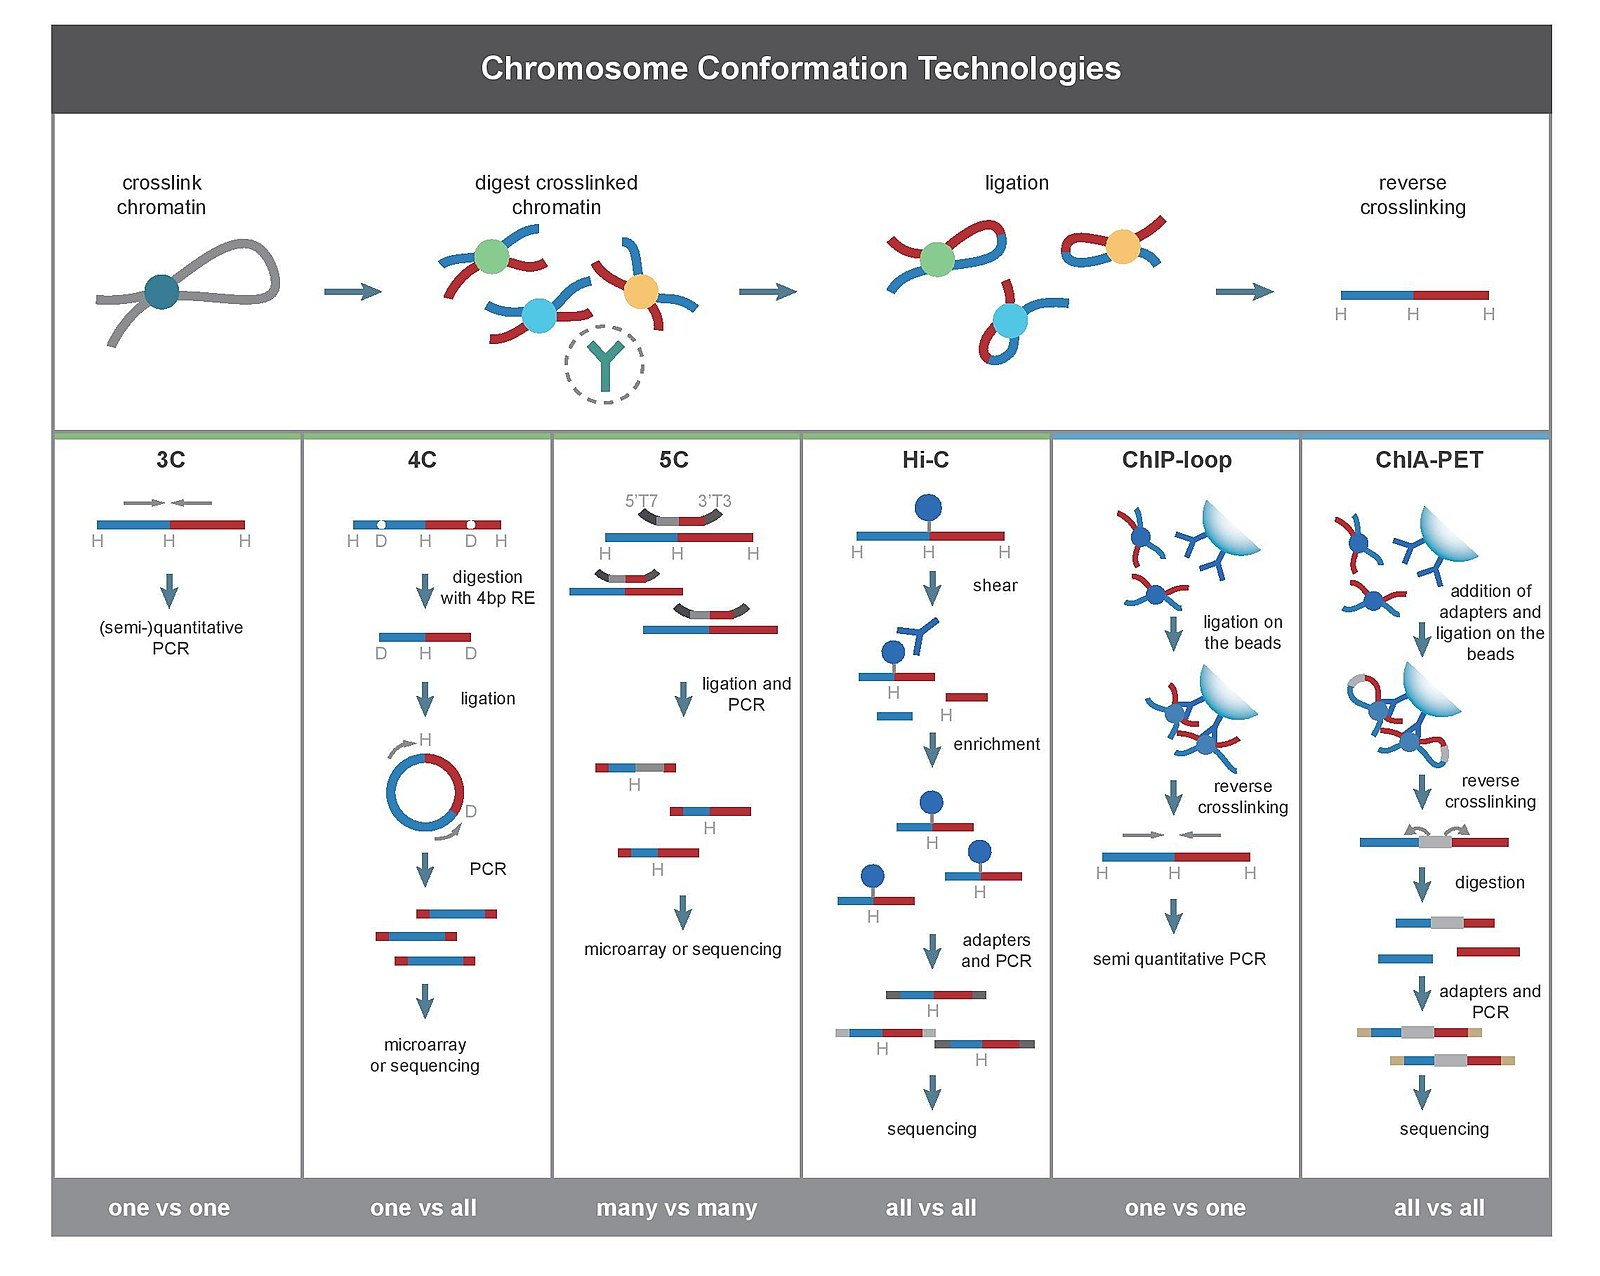 Chromosome Conformation Technologies
crosslink
chromatin
digest crosslinked
chromatin
ligation
reverse
crosslinking
H H H
3C
H H H
(semi-)quantitative
PCR
one vs one
4C
H D H D H
digestion
with 4bp RE
D H D
ligation
H
D
PCR
microarray
or sequencing
one vs all
5C
5'T7 3'T3
H H H
ligation and
PCR
H
H
H
microarray or sequencing
many vs many
Hi-C
H H H
shear
H
H
enrichment
H
H
H
adapters
and PCR
H
H
H
sequencing
all vs all
ChIP-loop
ligation on
the beads
reverse
crosslinking
H H H
semi quantitative PCR
one vs one
ChIA-PET
addition of
adapters and
ligation on the
beads
reverse
crosslinking
digestion
adapters and
PCR
sequencing
all vs all